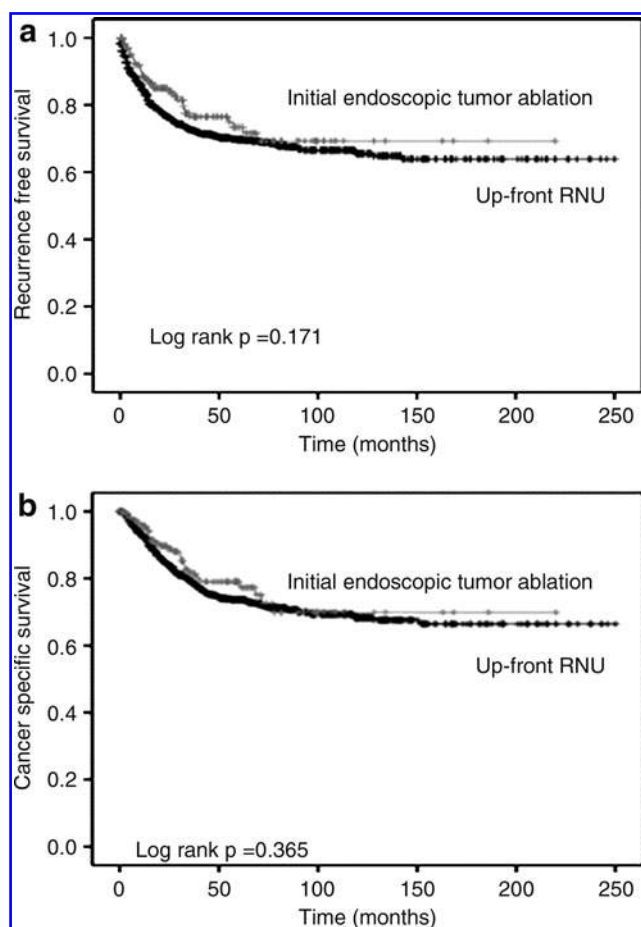 a
1.0
0.8
0.6
0.4
0.2
0.0
Recurrence free survival
Initial endoscopic tumor ablation
Up-front RNU
Log rank p =0.171
0 50 100 150 200 250
Time (months)
b
1.0
0.8
0.6
0.4
0.2
0.0
Cancer specific survival
Initial endoscopic tumor ablation
Up-front RNU
Log rank p =0.365
0 50 100 150 200 250
Time (months)